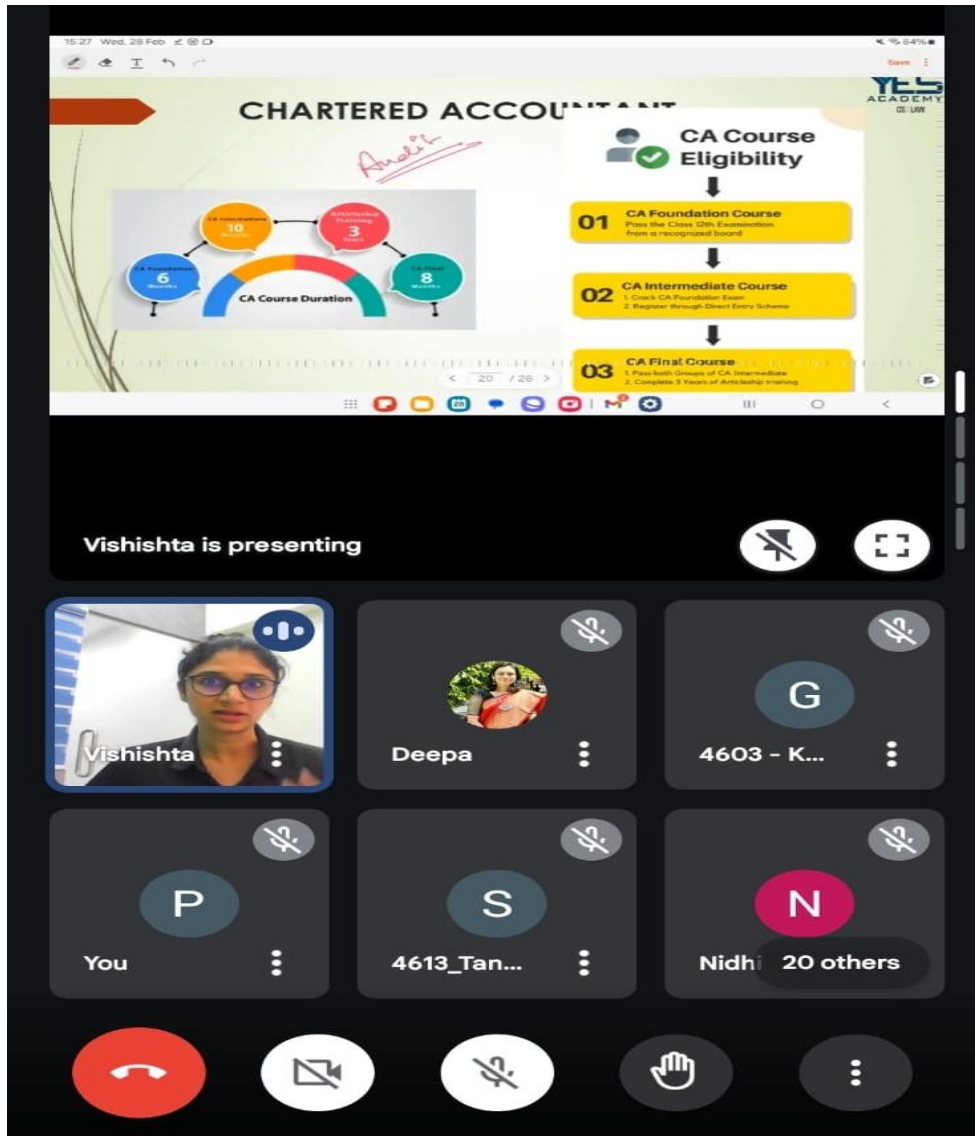 15:27 Wed, 28 Feb
84%
T
Save
YES
ACADEMY
CS | LAW
CHARTERED ACCOUNTANT
Audit
CA Intermediate
10
Months
Articleship
Training
3
Years
CA Foundation
6
Months
CA Final
8
Months
CA Course Duration
CA Course
Eligibility
01 CA Foundation Course
Pass the Class 12th Examination
from a recognized board
02 CA Intermediate Course
1. Crack CA Foundation Exam
2. Register through Direct Entry Scheme
03 CA Final Course
1. Pass both Groups of CA Intermediate
2. Complete 3 Years of Articleship training
< 20 / 26 >
28
Vishishta is presenting
Vishishta
Deepa
G
4603 - K...
P
You
S
4613_Tan...
N
Nidhi
20 others